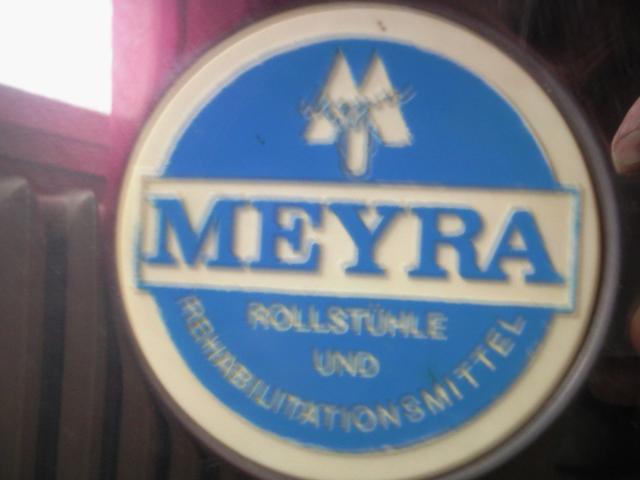 MEYRA
ROLLSTÜHLE
UND
REHABILITATIONSMITTEL